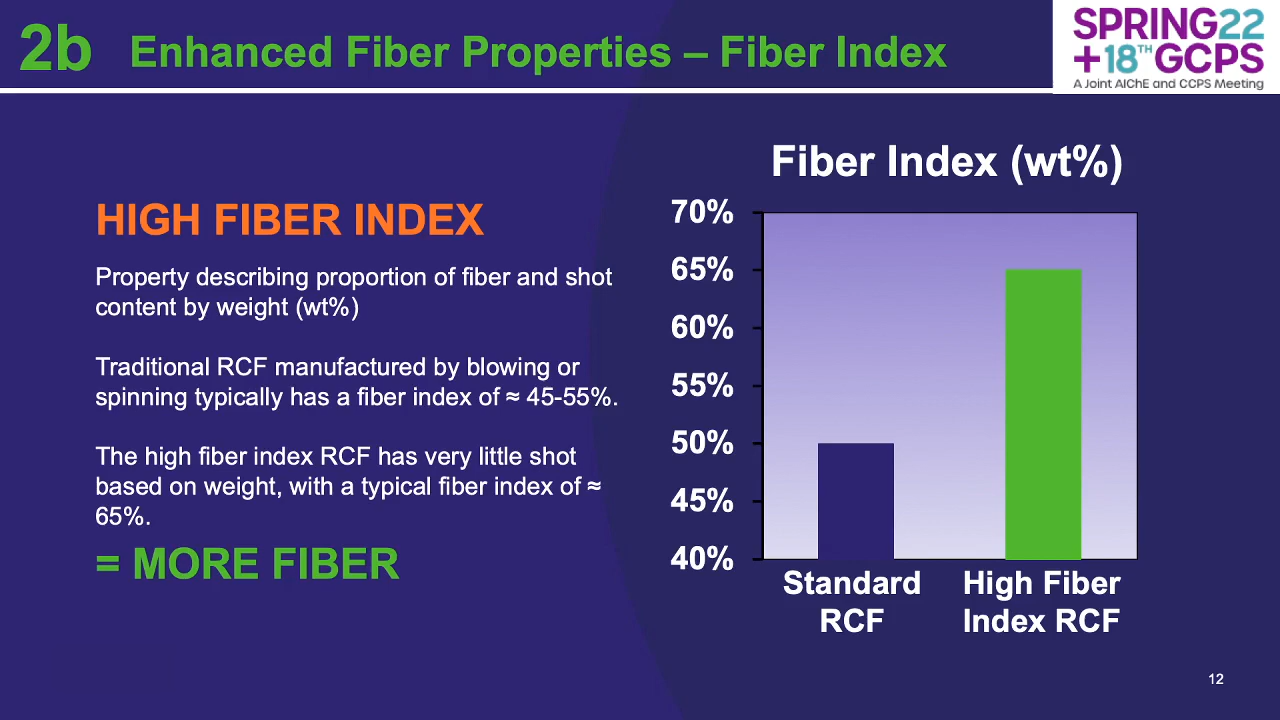 2b Enhanced Fiber Properties – Fiber Index
SPRING22
+18TH GCPS
A Joint AIChE and CCPS Meeting
HIGH FIBER INDEX
Property describing proportion of fiber and shot
content by weight (wt%)
Traditional RCF manufactured by blowing or
spinning typically has a fiber index of ≈ 45-55%.
The high fiber index RCF has very little shot
based on weight, with a typical fiber index of ≈
65%.
= MORE FIBER
Fiber Index (wt%)
70%
65%
60%
55%
50%
45%
40%
Standard
RCF
High Fiber
Index RCF
12